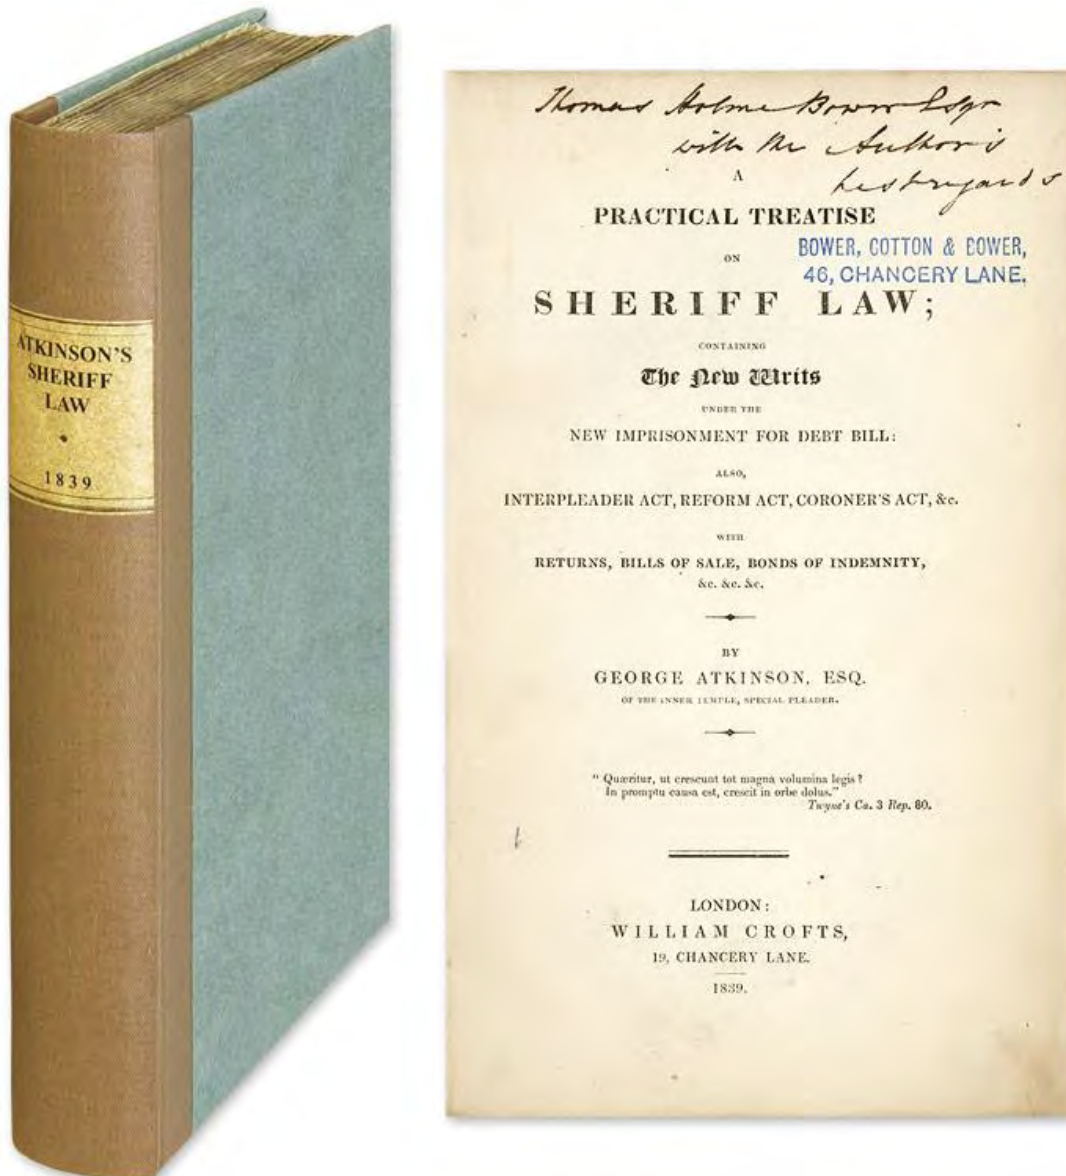 ATKINSON'S
SHERIFF
LAW
1839
Thomas Holme Bower Esqr
with the Author's
best regards
A
PRACTICAL TREATISE
ON
BOWER, COTTON & BOWER,
46, CHANCERY LANE.
SHERIFF LAW;
CONTAINING
The New Writs
UNDER THE
NEW IMPRISONMENT FOR DEBT BILL:
ALSO,
INTERPLEADER ACT, REFORM ACT, CORONER'S ACT, &c.
WITH
RETURNS, BILLS OF SALE, BONDS OF INDEMNITY,
&c. &c. &c.
BY
GEORGE ATKINSON, ESQ.
OF THE INNER TEMPLE, SPECIAL PLEADER.
“ Quæritur, ut crescunt tot magna volumina legis ?
In promptu causa est, crescit in orbe dolus.”
Twyne's Ca. 3 Rep. 80.
LONDON:
WILLIAM CROFTS,
19, CHANCERY LANE.
1839.